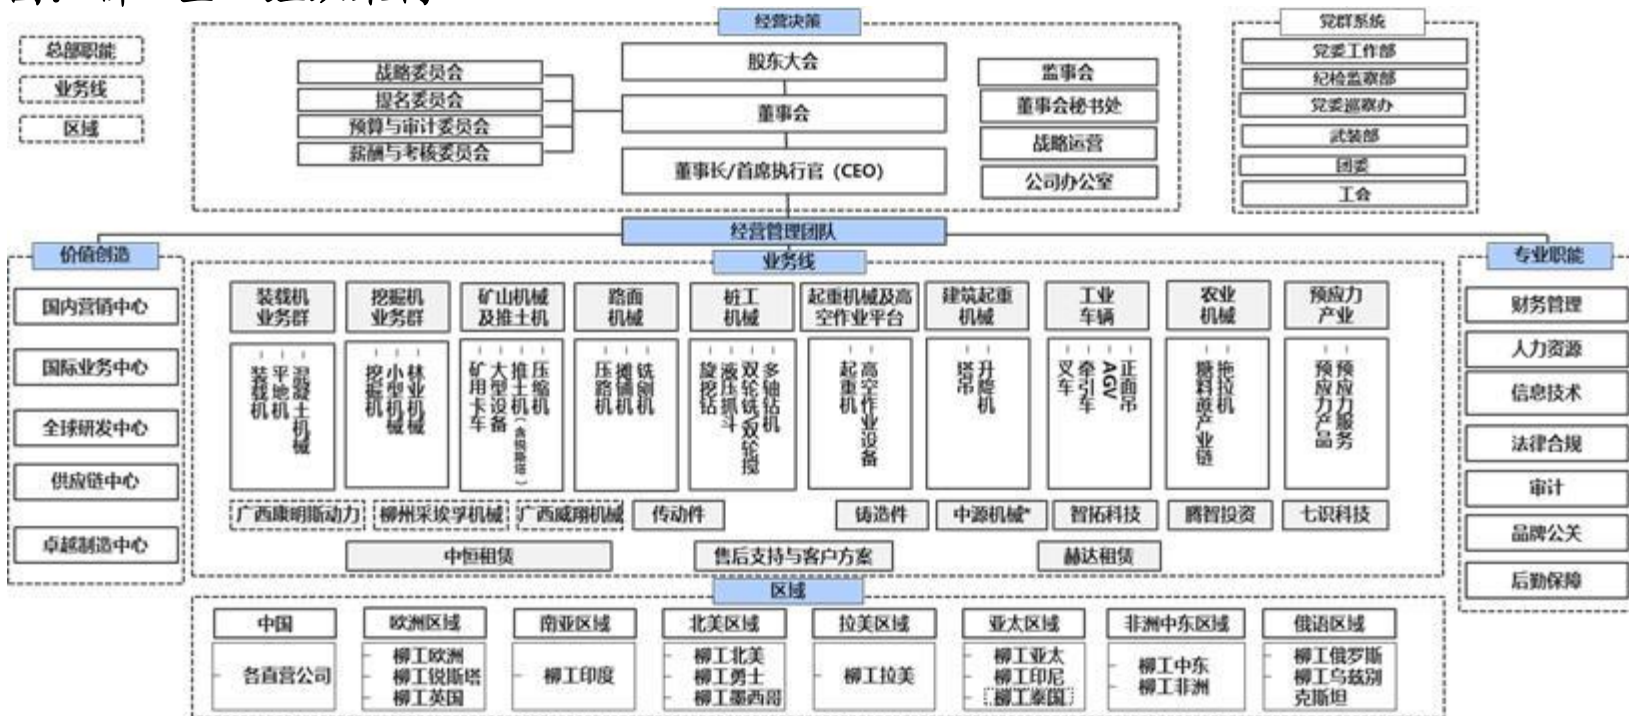 经营决策
党群系统
总部职能
业务线
区域
战略委员会
提名委员会
预算与审计委员会
薪酬与考核委员会
股东大会
董事会
董事长/首席执行官（CEO）
监事会
董事会秘书处
战略运营
公司办公室
党委工作部
纪检监察部
党委巡察办
武装部
团委
工会
经营管理团队
价值创造
国内营销中心
国际业务中心
全球研发中心
供应链中心
卓越制造中心
业务线
装载机
业务群
挖掘机
业务群
矿山机械
及推土机
路面
机械
桩工
机械
起重机械及高
空作业平台
建筑起重
机械
工业
车辆
农业
机械
预应力
产业
装载机
平地机
混凝土机械
挖掘机
小型机械
林业机械
矿用卡车
大型设备
推土机（含锐斯塔）
压缩机
压路机
摊铺机
铣刨机
旋挖钻
液压抓斗
双轮铣/双轮搅
多轴钻机
起重机
高空作业设备
塔吊
升降机
叉车
牵引车
AGV
正面吊
糖料蔗产业链
拖拉机
预应力产品
预应力服务
广西康明斯动力
柳州采埃孚机械
广西威翔机械
传动件
铸造件
中源机械*
智拓科技
腾智投资
七识科技
中恒租赁
售后支持与客户方案
赫达租赁
专业职能
财务管理
人力资源
信息技术
法律合规
审计
品牌公关
后勤保障
区域
中国
欧洲区域
南亚区域
北美区域
拉美区域
亚太区域
非洲中东区域
俄语区域
各直营公司
柳工欧洲
柳工锐斯塔
柳工英国
柳工印度
柳工北美
柳工勇士
柳工墨西哥
柳工拉美
柳工亚太
柳工印尼
柳工泰国
柳工中东
柳工非洲
柳工俄罗斯
柳工乌兹别
克斯坦